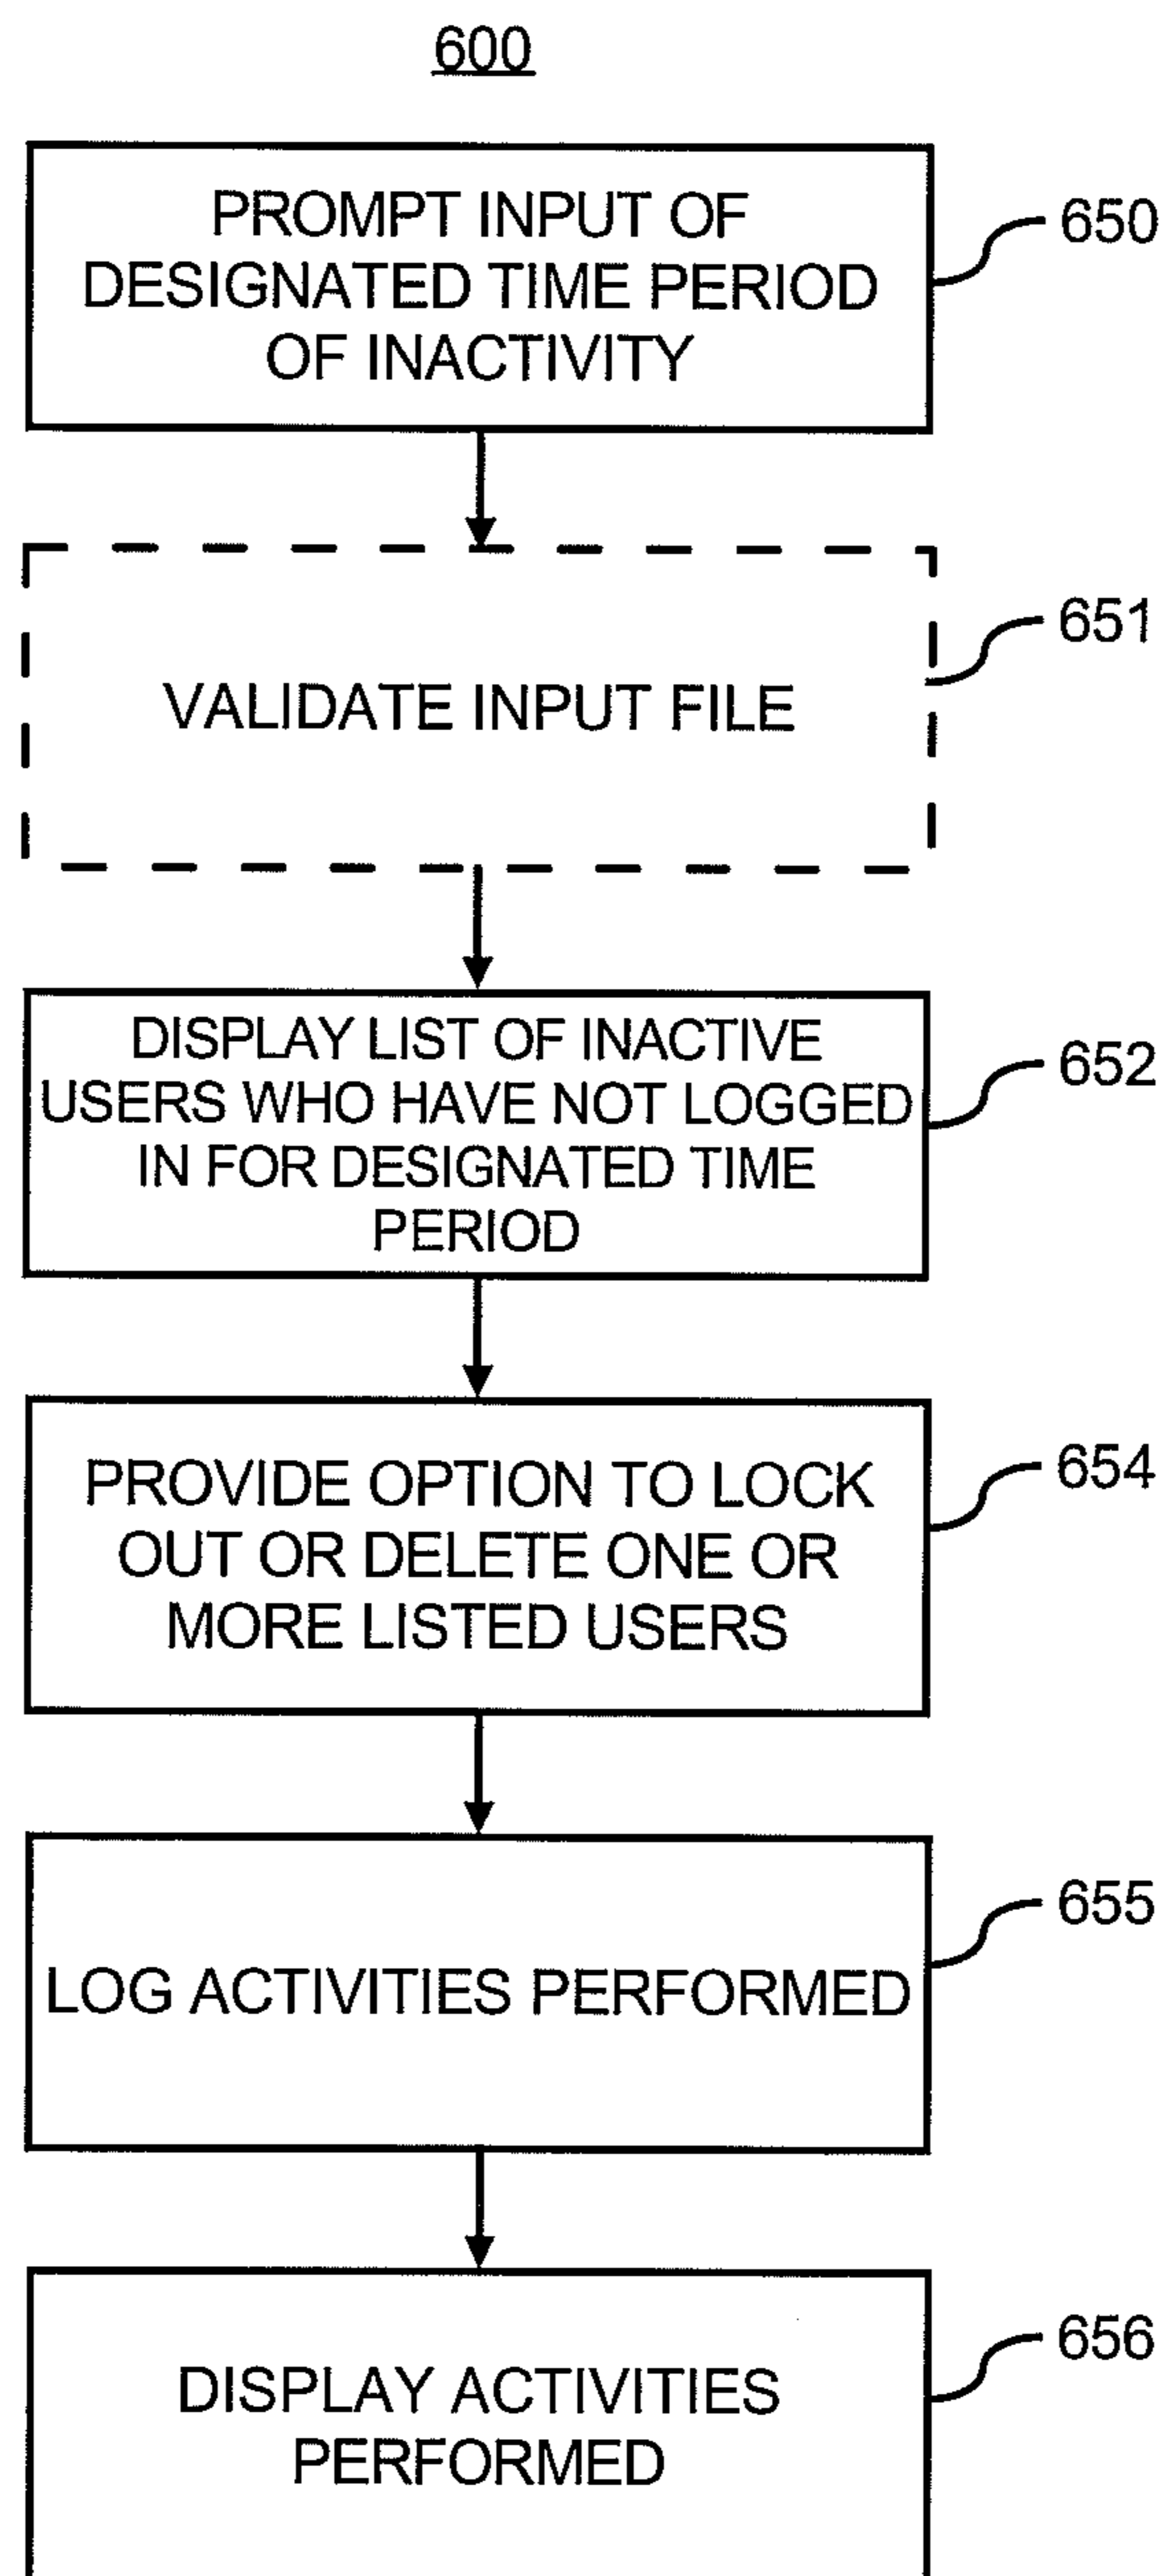 600
PROMPT INPUT OF
DESIGNATED TIME PERIOD
OF INACTIVITY
650
VALIDATE INPUT FILE
651
DISPLAY LIST OF INACTIVE
USERS WHO HAVE NOT LOGGED
IN FOR DESIGNATED TIME
PERIOD
652
PROVIDE OPTION TO LOCK
OUT OR DELETE ONE OR
MORE LISTED USERS
654
LOG ACTIVITIES PERFORMED
655
DISPLAY ACTIVITIES
PERFORMED
656